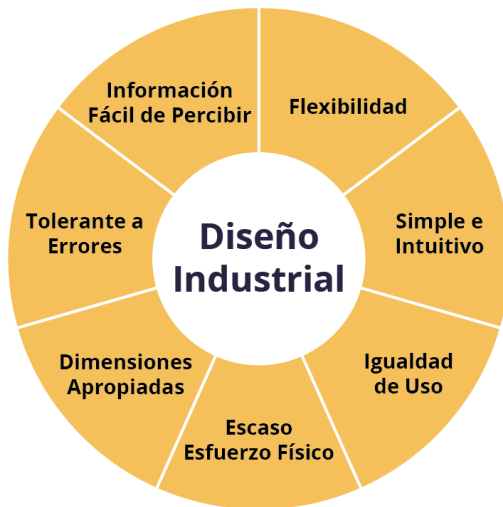 Información
Fácil de Percibir
Flexibilidad
Tolerante a
Errores
Diseño
Industrial
Simple e
Intuitivo
Dimensiones
Apropiadas
Igualdad
de Uso
Escaso
Esfuerzo Físico